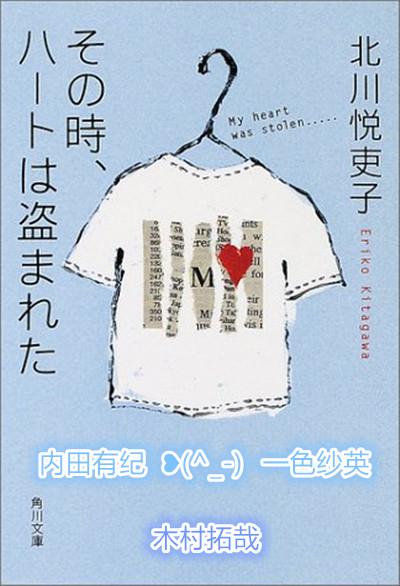 北川悦吏子
Eriko Kitagawa
その時、
ハートは盗まれた
My heart
was stolen.....
M
内田有纪 ❥(^_-) 一色纱英
木村拓哉
角川文庫